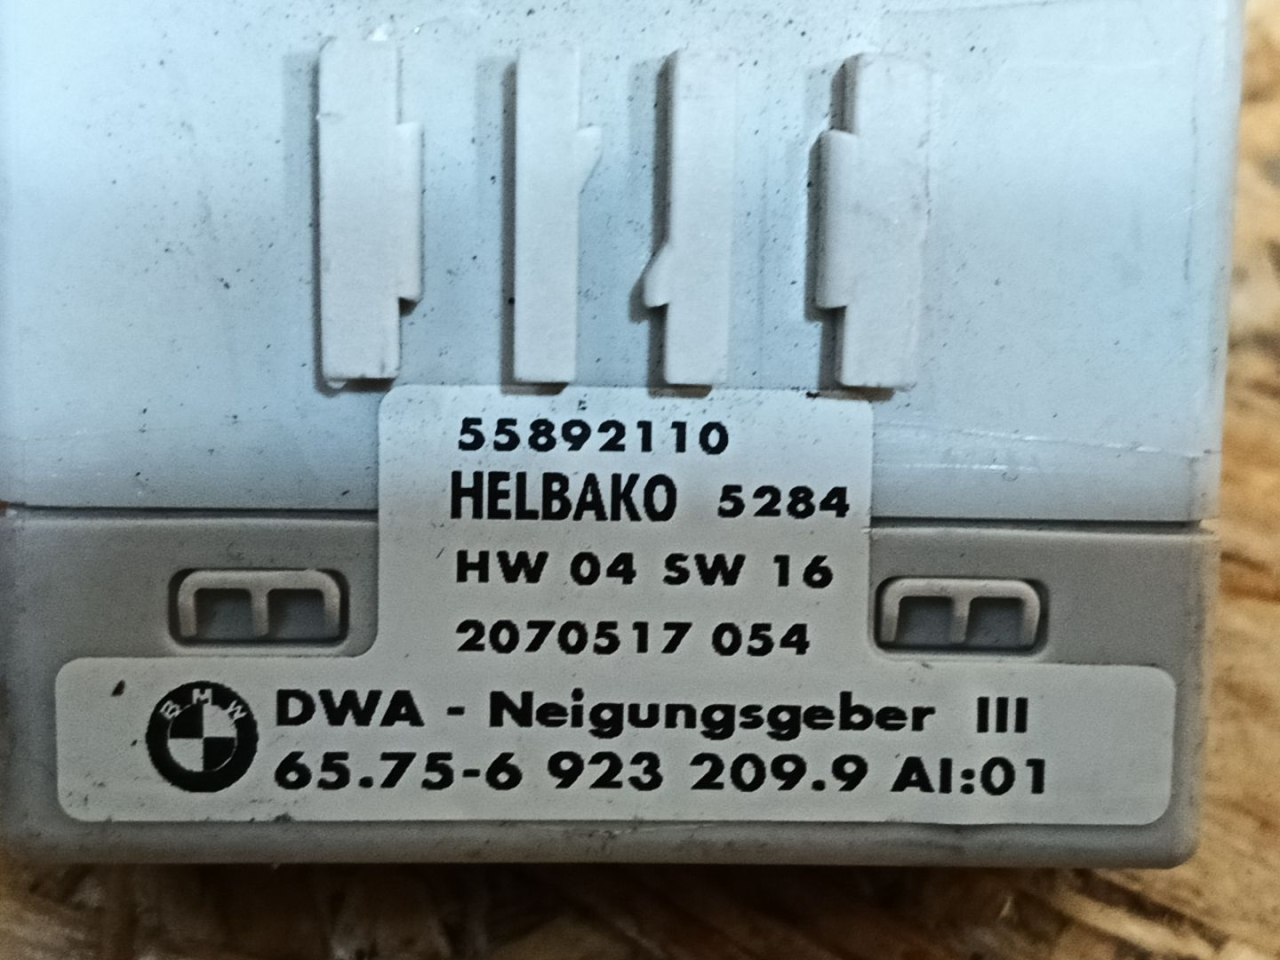 55892110
HELBAKO 5284
HW 04 SW 16
2070517 054
BMW
DWA - Neigungsgeber III
65.75-6 923 209.9 AI:01